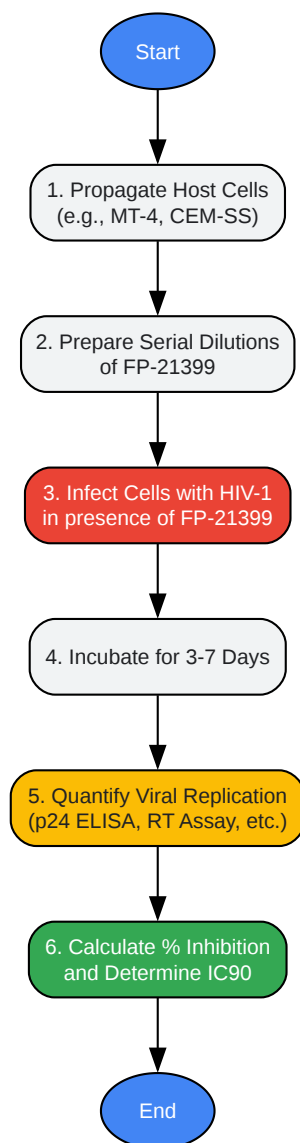 Start
1. Propagate Host Cells
(e.g., MT-4, CEM-SS)
2. Prepare Serial Dilutions
of FP-21399
3. Infect Cells with HIV-1
in presence of FP-21399
4. Incubate for 3-7 Days
5. Quantify Viral Replication
(p24 ELISA, RT Assay, etc.)
6. Calculate % Inhibition
and Determine IC90
End